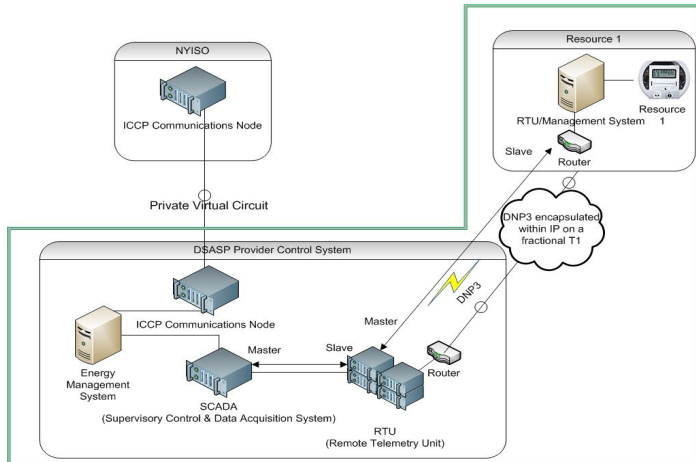 NYISO
ICCP Communications Node
Private Virtual Circuit
Resource 1
RTU/Management System
Resource
1
Slave
Router
DNP3 encapsulated
within IP on a
fractional T1
DNP3
DSASP Provider Control System
ICCP Communications Node
Energy
Management
System
Master
SCADA
(Supervisory Control & Data Acquisition System)
Slave
Master
Router
RTU
(Remote Telemetry Unit)